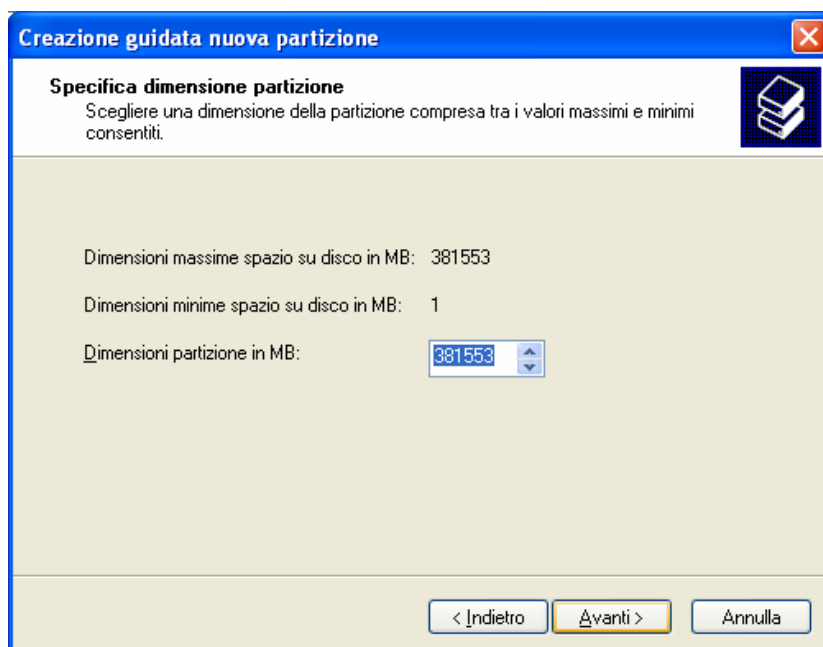 Creazione guidata nuova partizione
Specifica dimensione partizione
Scegliere una dimensione della partizione compresa tra i valori massimi e minimi
consentiti.
Dimensioni massime spazio su disco in MB: 381553
Dimensioni minime spazio su disco in MB: 1
Dimensioni partizione in MB: 381553
< Indietro Avanti > Annulla